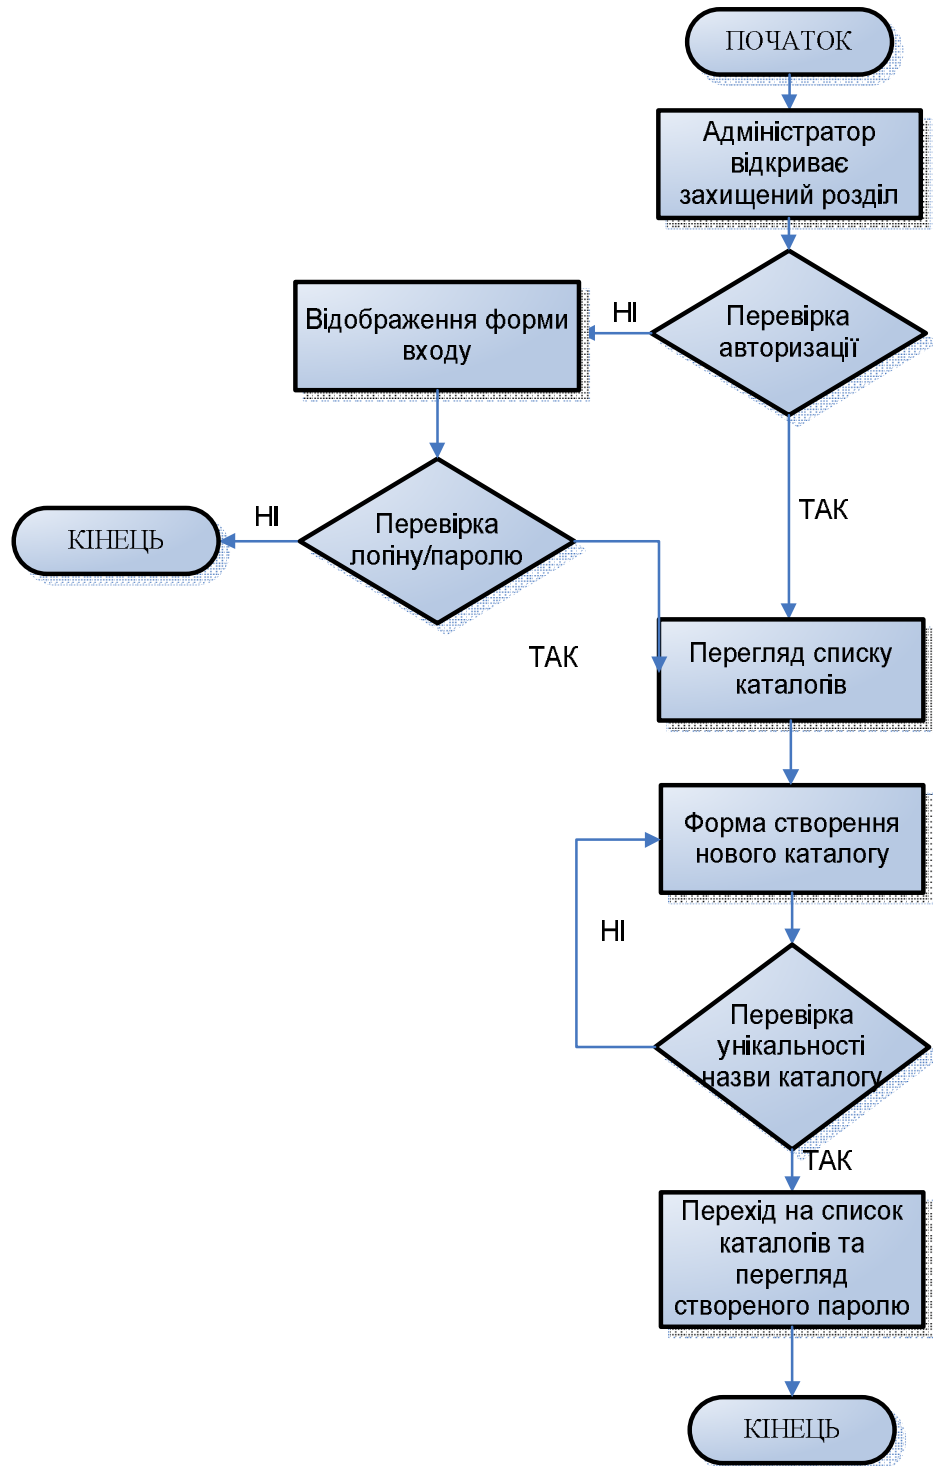 ПОЧАТОК
Адміністратор
відкриває
захищений розділ
Перевірка
авторизації
НІ
Відображення форми
входу
ТАК
Перевірка
логіну/паролю
НІ
КІНЕЦЬ
ТАК
Перегляд списку
каталогів
Форма створення
нового каталогу
НІ
Перевірка
унікальності
назви каталогу
ТАК
Перехід на список
каталогів та
перегляд
створеного паролю
КІНЕЦЬ